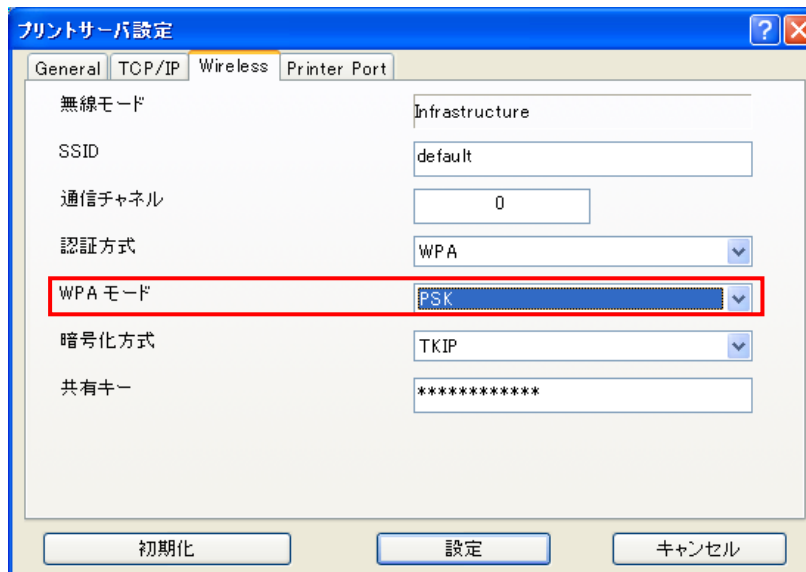 プリントサーバ設定
General TCP/IP Wireless Printer Port
無線モード Infrastructure
SSID default
通信チャネル 0
認証方式 WPA
WPA モード PSK
暗号化方式 TKIP
共有キー ************
初期化 設定 キャンセル